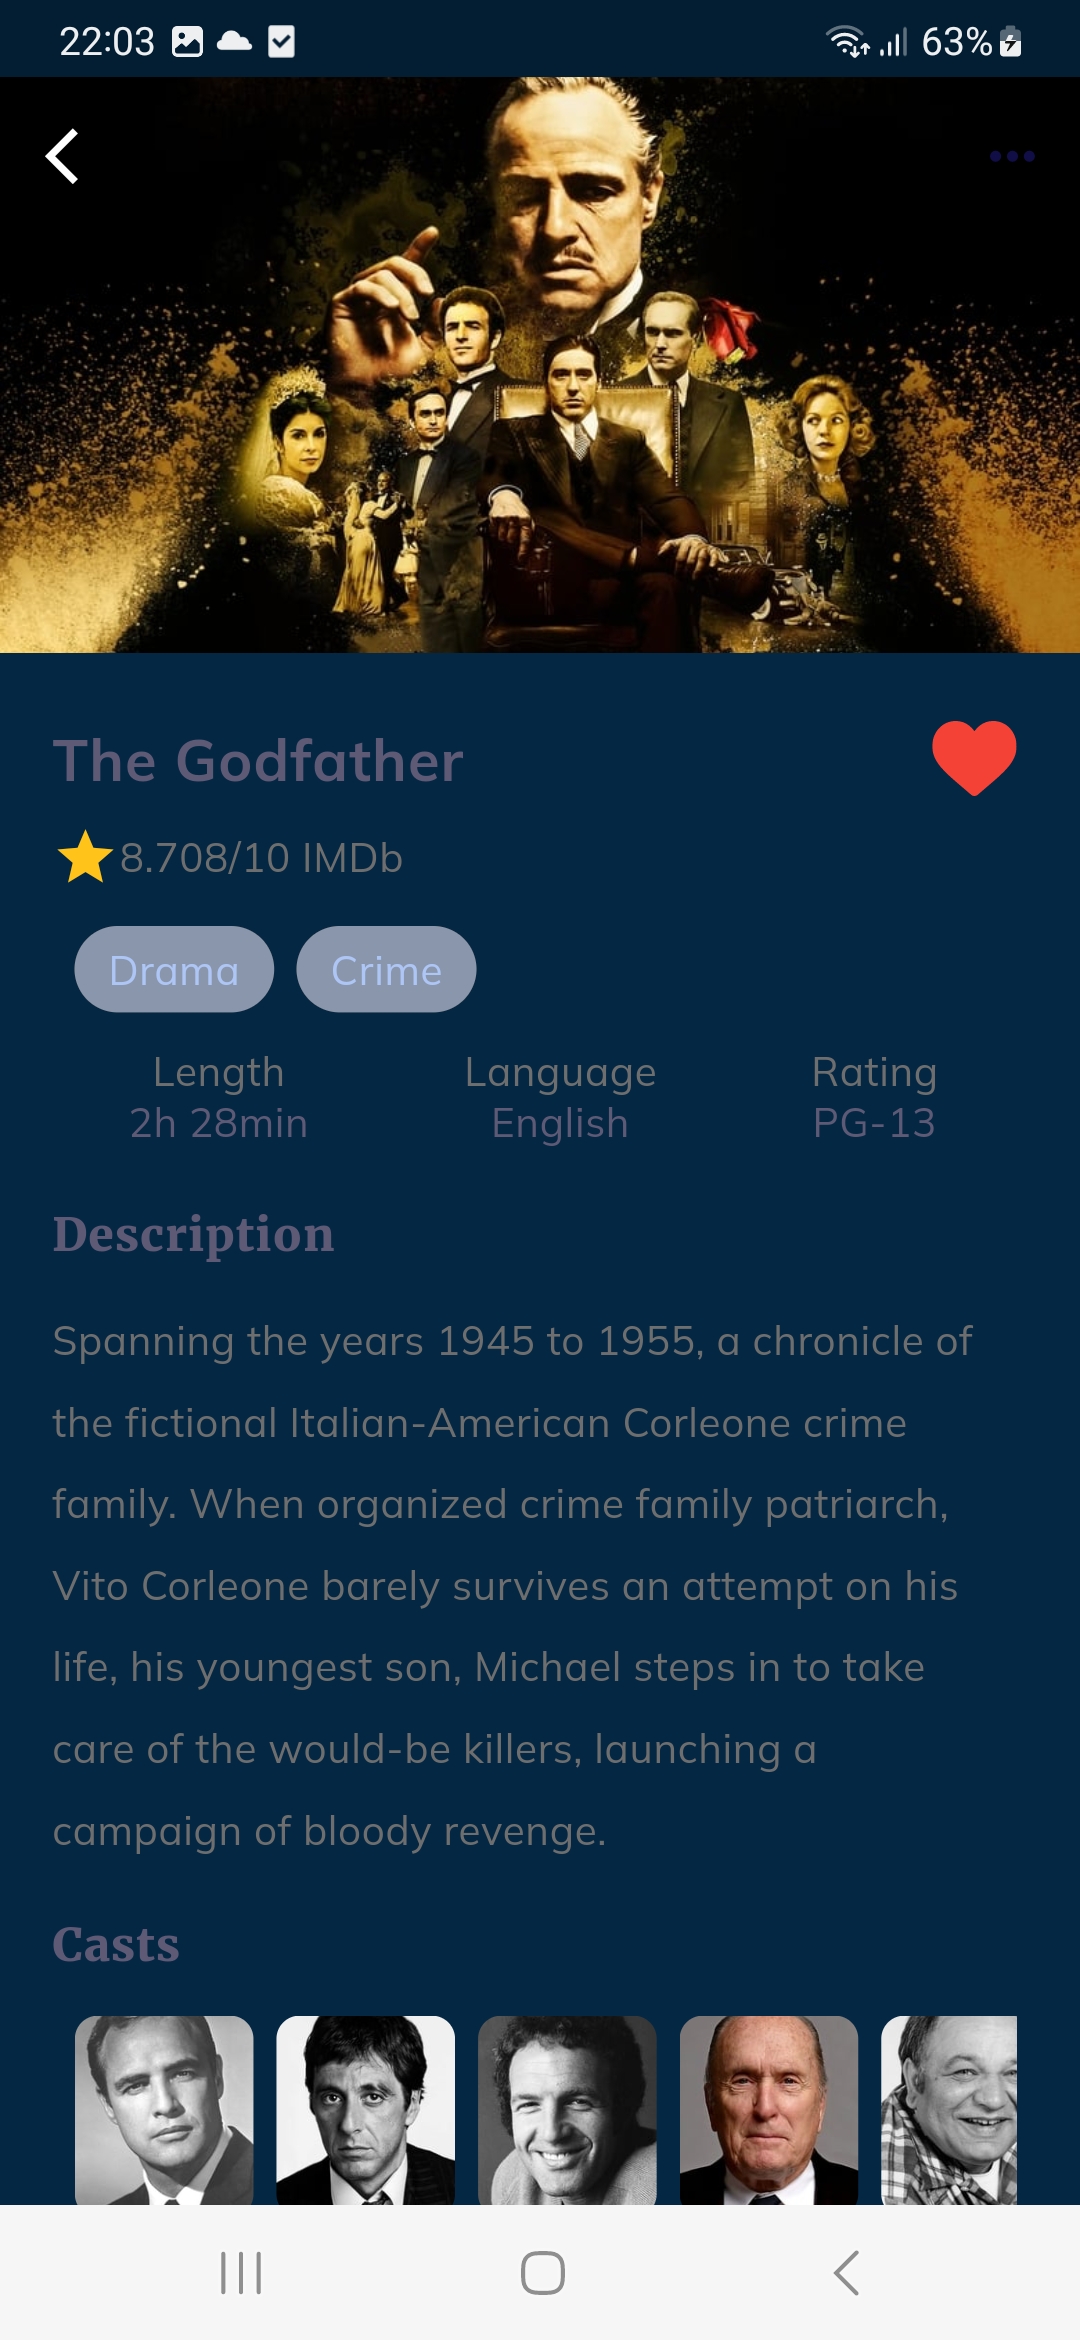 22:03
63%
The Godfather
8.708/10 IMDb
Drama Crime
Length Language Rating
2h 28min English PG-13
Description
Spanning the years 1945 to 1955, a chronicle of
the fictional Italian-American Corleone crime
family. When organized crime family patriarch,
Vito Corleone barely survives an attempt on his
life, his youngest son, Michael steps in to take
care of the would-be killers, launching a
campaign of bloody revenge.
Casts